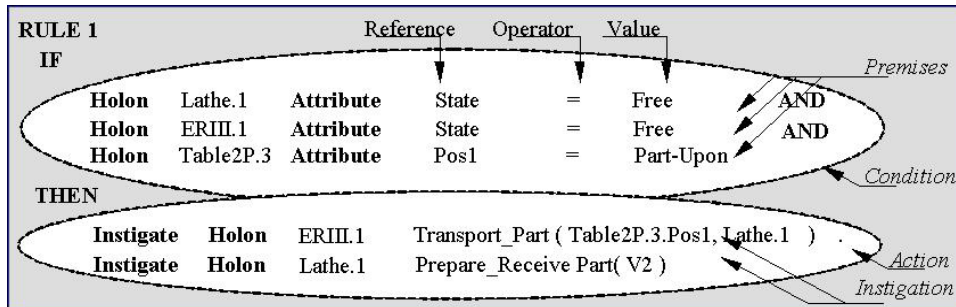 RULE 1 Reference Operator Value
IF Premises
Holon Lathe.1 Attribute State = Free AND
Holon ERIII.1 Attribute State = Free AND
Holon Table2P.3 Attribute Pos1 = Part-Upon
Condition
THEN
Instigate Holon ERIII.1 Transport_Part ( Table2P.3.Pos1, Lathe.1 ) .
Action
Instigate Holon Lathe.1 Prepare_Receive Part( V2 )
Instigation